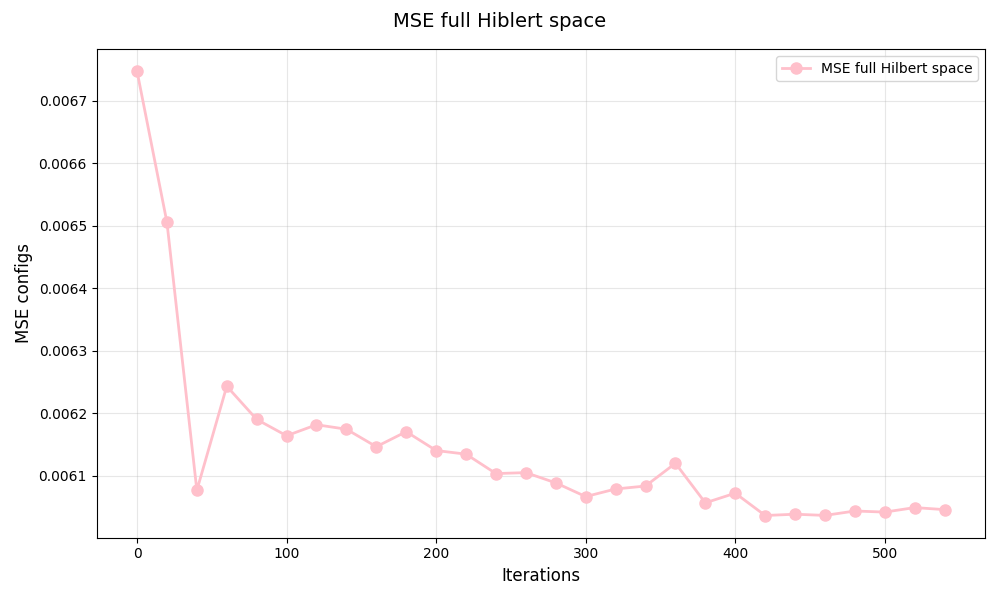 MSE full Hiblert space
MSE full Hilbert space
MSE configs
0.0067
0.0066
0.0065
0.0064
0.0063
0.0062
0.0061
0 100 200 300 400 500
Iterations